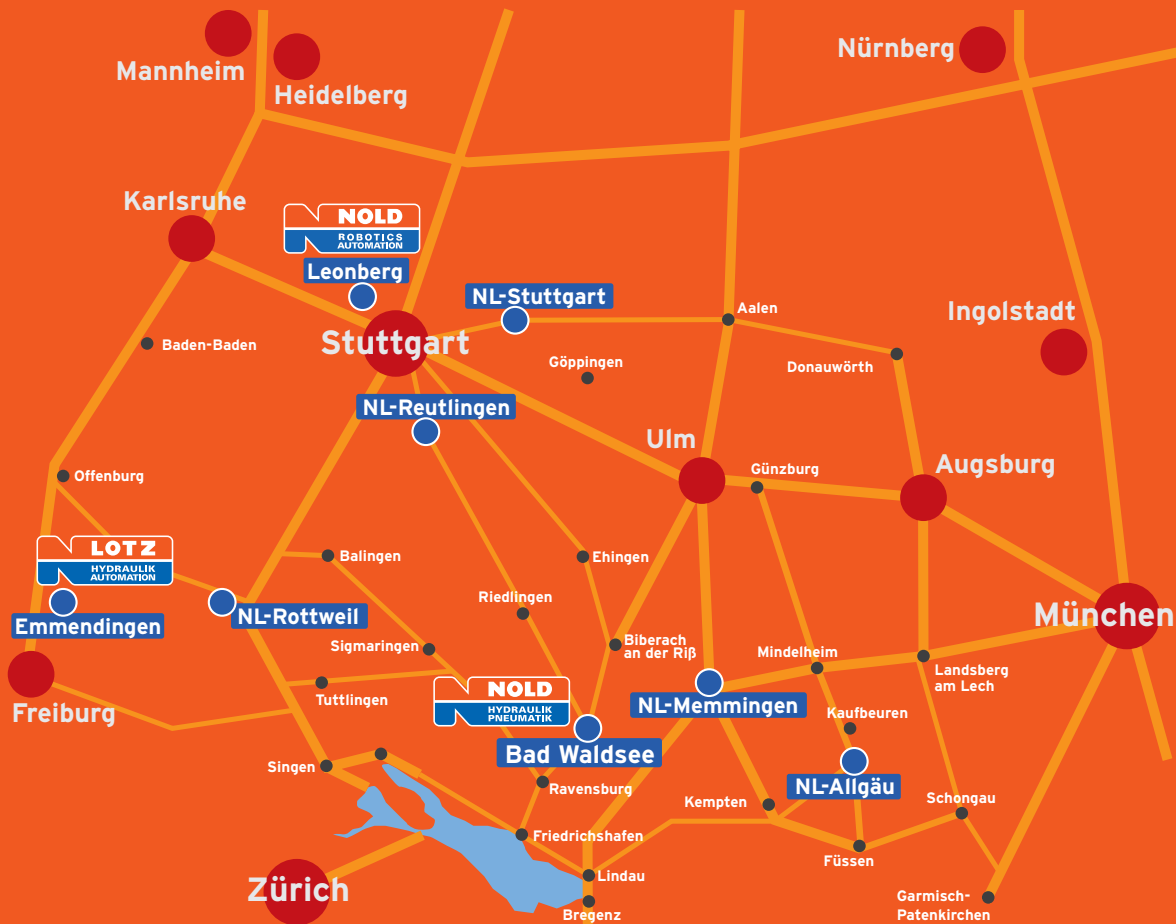 Mannheim
Heidelberg
Nürnberg
Karlsruhe
NOLD
ROBOTICS
AUTOMATION
Leonberg
NL-Stuttgart
Aalen
Ingolstadt
Baden-Baden
Stuttgart
Göppingen
Donauwörth
NL-Reutlingen
Ulm
Offenburg
Günzburg
Augsburg
LOTZ
HYDRAULIK
AUTOMATION
Balingen
Ehingen
Emmendingen
NL-Rottweil
Riedlingen
München
Sigmaringen
Biberach
an der Riß
Mindelheim
Landsberg
am Lech
Freiburg
Tuttlingen
NOLD
HYDRAULIK
PNEUMATIK
NL-Memmingen
Kaufbeuren
Bad Waldsee
Singen
Ravensburg
NL-Allgäu
Kempten
Schongau
Friedrichshafen
Füssen
Zürich
Lindau
Bregenz
Garmisch-
Patenkirchen